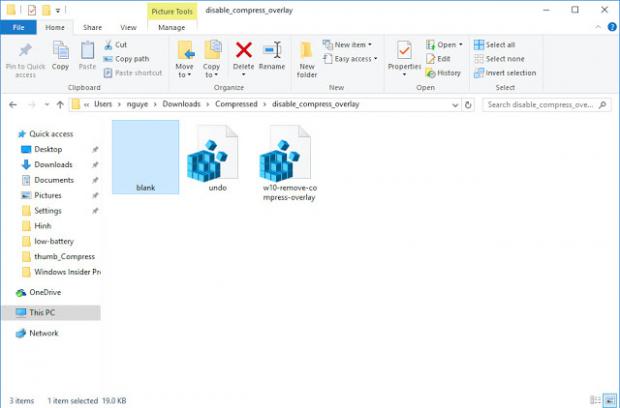 Picture Tools
disable_compress_overlay
File
Home
Share
View
Manage
Pin to Quick access
Copy
Paste
Cut
Copy path
Paste shortcut
Clipboard
Move to
Copy to
Delete
Rename
Organize
New folder
New item
Easy access
New
Properties
Open
Edit
History
Open
Select all
Select none
Invert selection
Select
« Users › nguye › Downloads › Compressed › disable_compress_overlay
Search disable_compress_ove...
Quick access
Desktop
Downloads
Documents
Pictures
Settings
Hinh
low-battery
thumb_Compress
Windows Insider Pr
OneDrive
This PC
Network
blank
undo
w10-remove-co
mpress-overlay
3 items
1 item selected 19.0 KB